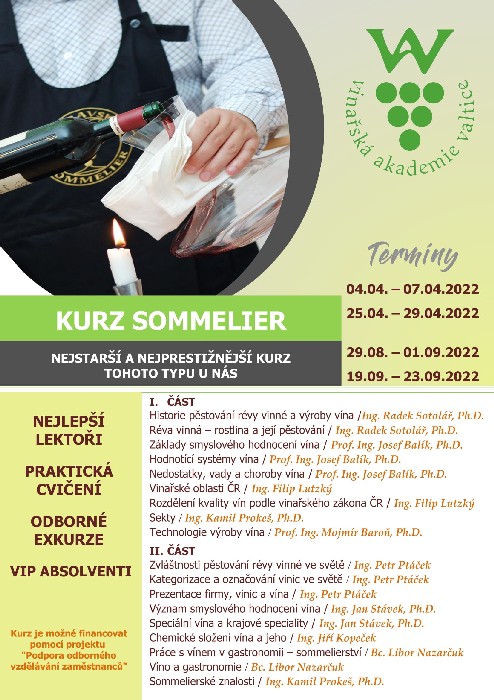 W
vinařská akademie valtice
SOMMELIER
Termíny
04.04. – 07.04.2022
25.04. – 29.04.2022
29.08. – 01.09.2022
19.09. – 23.09.2022
KURZ SOMMELIER
NEJSTARŠÍ A NEJPRESTIŽNĚJŠÍ KURZ
TOHOTO TYPU U NÁS
NEJLEPŠÍ
LEKTOŘI
PRAKTICKÁ
CVIČENÍ
ODBORNÉ
EXKURZE
VIP ABSOLVENTI
Kurz je možné financovat
pomocí projektu
"Podpora odborného
vzdělávání zaměstnanců"
I. ČÁST
Historie pěstování révy vinné a výroby vína /Ing. Radek Sotolář, Ph.D.
Réva vinná – rostlina a její pěstování / Ing. Radek Sotolář, Ph.D.
Základy smyslového hodnocení vína / Prof. Ing. Josef Balík, Ph.D.
Hodnotící systémy vína / Prof. Ing. Josef Balík, Ph.D.
Nedostatky, vady a choroby vína / Prof. Ing. Josef Balík, Ph.D.
Vinařské oblasti ČR / Ing. Filip Lutzký
Rozdělení kvality vín podle vinařského zákona ČR / Ing. Filip Lutzký
Sekty / Ing. Kamil Prokeš, Ph.D.
Technologie výroby vína / Prof. Ing. Mojmír Baroň, Ph.D.
II. ČÁST
Zvláštnosti pěstování révy vinné ve světě / Ing. Petr Ptáček
Kategorizace a označování vinic ve světě / Ing. Petr Ptáček
Prezentace firmy, vinic a vína / Ing. Petr Ptáček
Význam smyslového hodnocení vína / Ing. Jan Stávek, Ph.D.
Speciální vína a krajové speciality / Ing. Jan Stávek, Ph.D.
Chemické složení vína a jeho / Ing. Jiří Kopeček
Práce s vínem v gastronomii – sommelierství / Bc. Libor Nazarčuk
Víno a gastronomie / Bc. Libor Nazarčuk
Sommelierské znalosti / Ing. Kamil Prokeš, Ph.D.